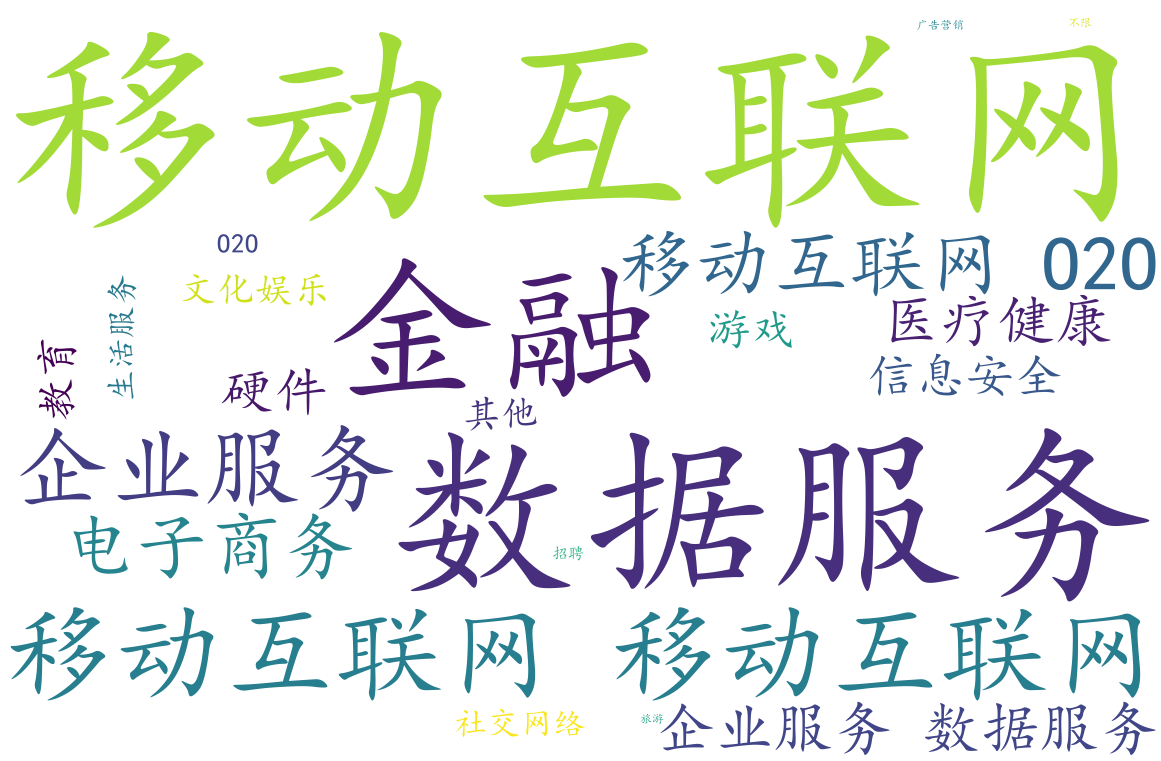 广告营销
不限
移动互联网
020
移动互联网
020
文化娱乐
金融
游戏
医疗健康
生活服务
教育
硬件
信息安全
其他
企业服务
数据服务
电子商务
招聘
移动互联网
移动互联网
社交网络
旅游
企业服务
数据服务